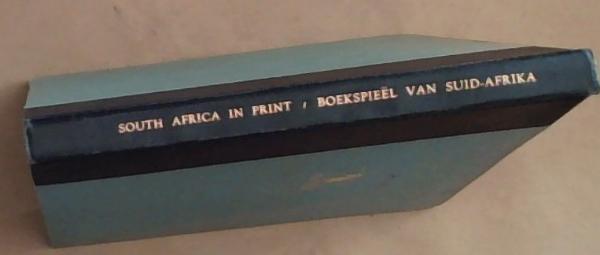 SOUTH AFRICA IN PRINT / BOEKSPIEËL VAN SUID-AFRIKA